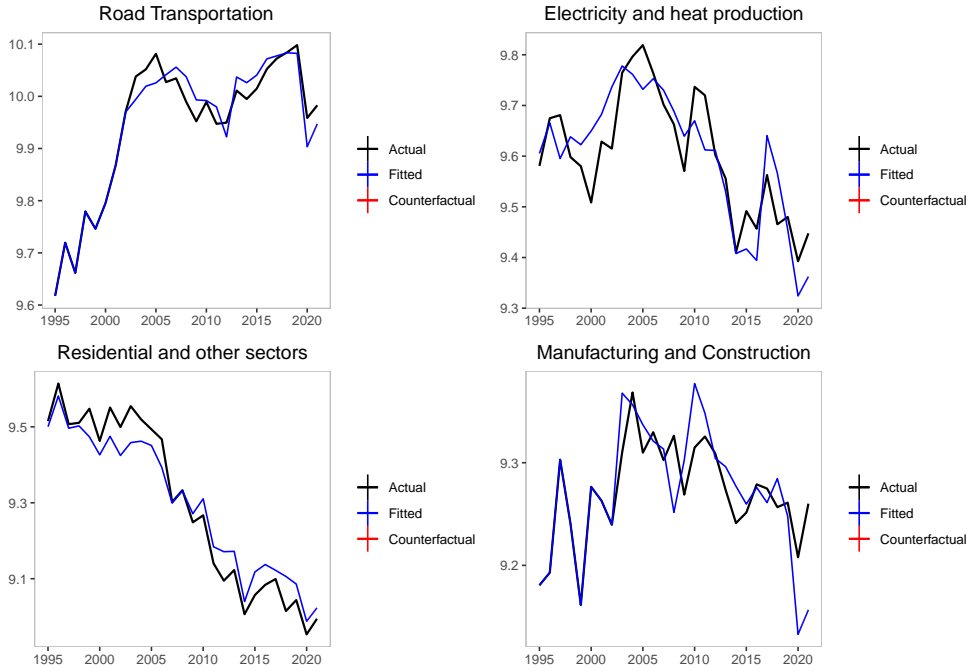 Road Transportation
10.1
10.0
9.9
9.8
9.7
9.6
1995 2000 2005 2010 2015 2020
Actual
Fitted
Counterfactual
Electricity and heat production
9.8
9.7
9.6
9.5
9.4
9.3
1995 2000 2005 2010 2015 2020
Actual
Fitted
Counterfactual
Residential and other sectors
9.5
9.3
9.1
1995 2000 2005 2010 2015 2020
Actual
Fitted
Counterfactual
Manufacturing and Construction
9.3
9.2
1995 2000 2005 2010 2015 2020
Actual
Fitted
Counterfactual